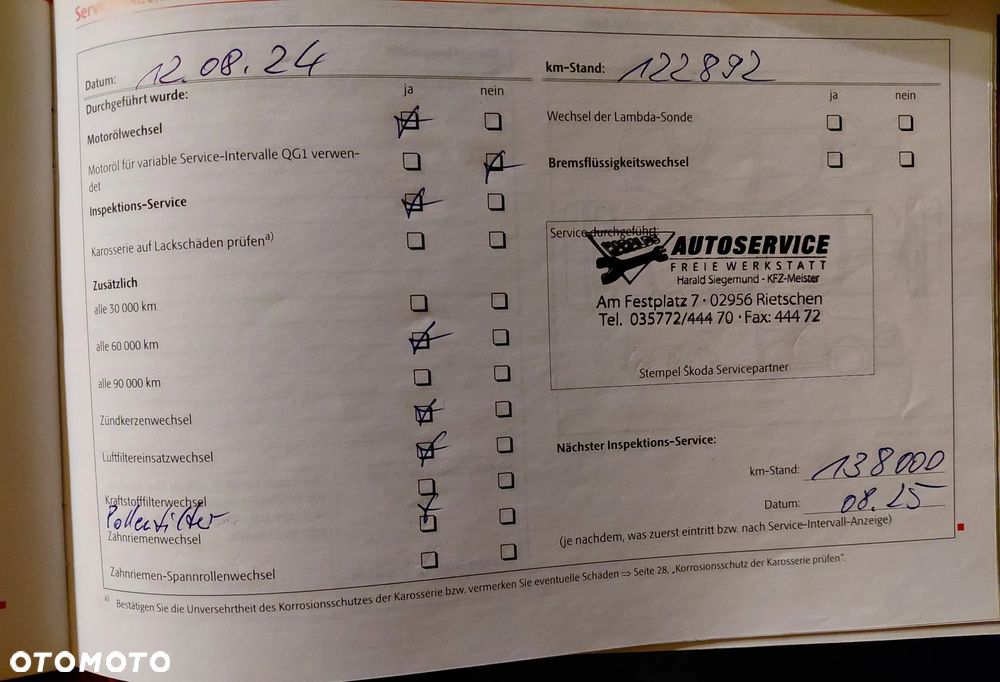 Datum: 12.08.24
km-Stand: 122892
Durchgeführt wurde:
ja nein
ja nein
Motorölwechsel
Wechsel der Lambda-Sonde
Motoröl für variable Service-Intervalle QG1 verwen-
det
Bremsflüssigkeitswechsel
Inspektions-Service
Karosserie auf Lackschäden prüfen a)
Service durchgeführt:
AUTOSERVICE
FREIE WERKSTATT
Harald Siegemund - KFZ-Meister
Am Festplatz 7 · 02956 Rietschen
Tel. 035772/444 70 · Fax: 444 72
Stempel Škoda Servicepartner
Zusätzlich
alle 30 000 km
alle 60 000 km
alle 90 000 km
Zündkerzenwechsel
Luftfiltereinsatzwechsel
Kraftstofffilterwechsel
Pollenfilter
Zahnriemenwechsel
Zahnriemen-Spannrollenwechsel
Nächster Inspektions-Service:
km-Stand: 138000
Datum: 08.25
(je nachdem, was zuerst eintritt bzw. nach Service-Intervall-Anzeige)
a) Bestätigen Sie die Unversehrtheit des Korrosionsschutzes der Karosserie bzw. vermerken Sie eventuelle Schäden ⇒ Seite 28, „Korrosionsschutz der Karosserie prüfen“.
OTOMOTO